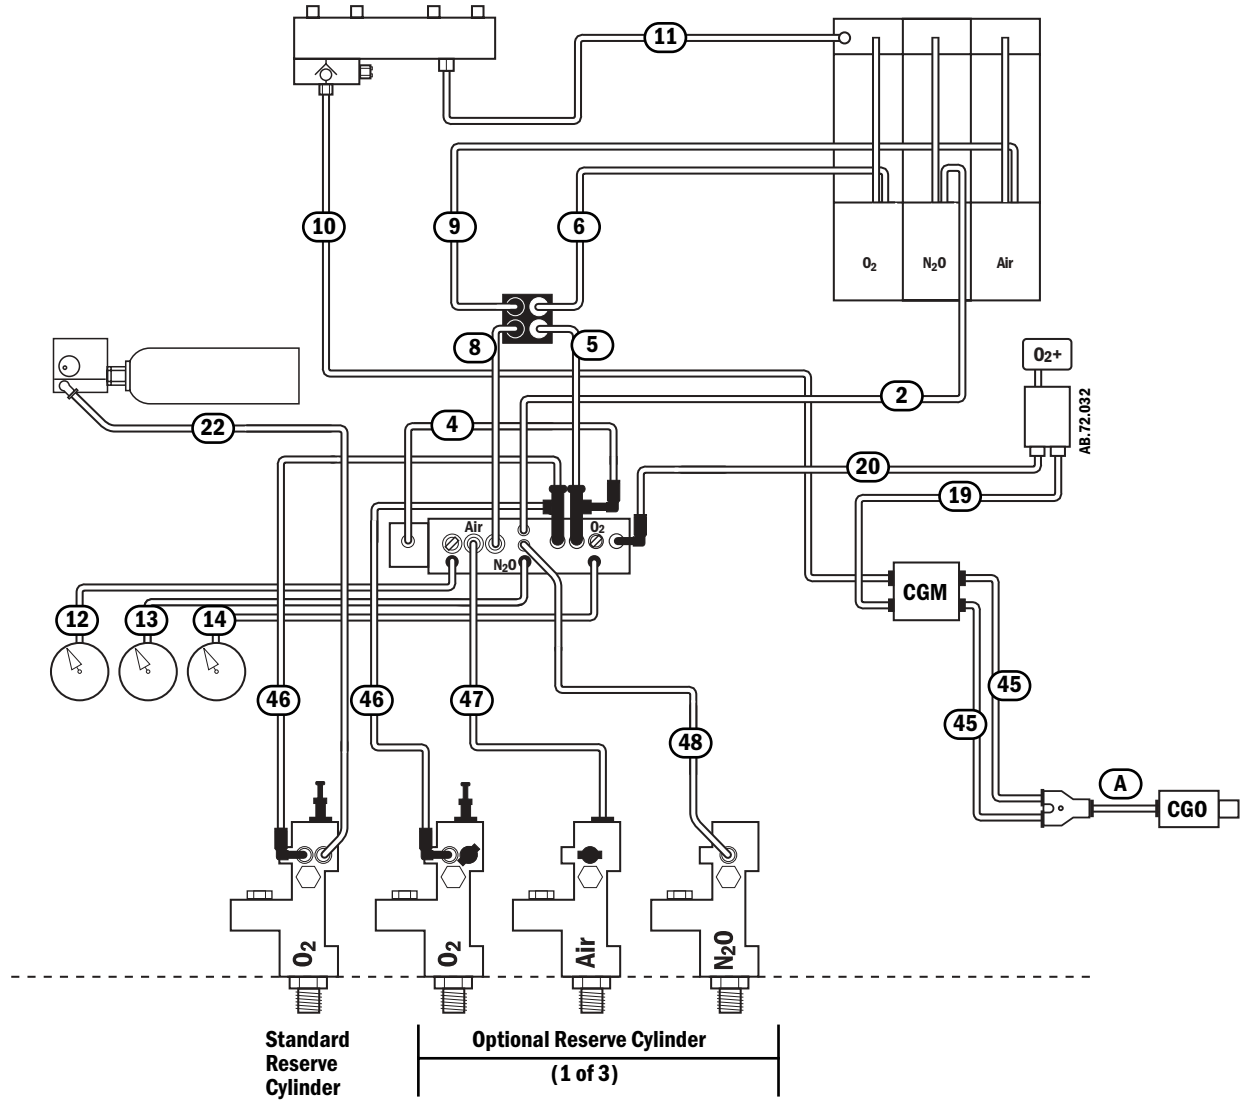 11
10
9
6
O₂
N₂O
Air
8
5
O₂+
AB.72.032
2
22
4
20
19
Air
O₂
N₂O
CGM
12
13
14
46
46
47
48
45
45
A
CGO
O₂
O₂
Air
N₂O
Standard
Reserve
Cylinder
Optional Reserve Cylinder
(1 of 3)